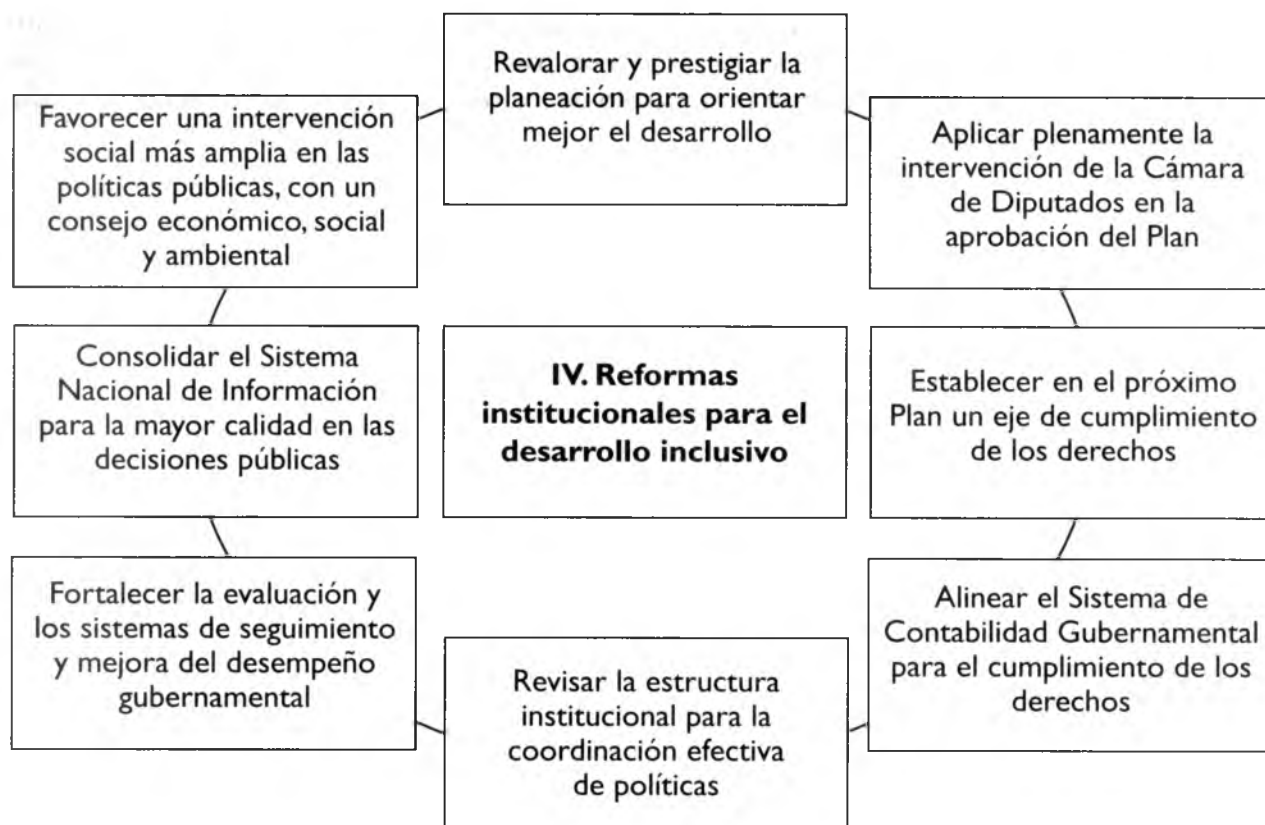 Revalorar y prestigiar la
planeación para orientar
mejor el desarrollo
Aplicar plenamente la
intervención de la Cámara
de Diputados en la
aprobación del Plan
Establecer en el próximo
Plan un eje de cumplimiento
de los derechos
Alinear el Sistema de
Contabilidad Gubernamental
para el cumplimiento de los
derechos
Revisar la estructura
institucional para la
coordinación efectiva
de políticas
Fortalecer la evaluación y
los sistemas de seguimiento
y mejora del desempeño
gubernamental
Consolidar el Sistema
Nacional de Información
para la mayor calidad en las
decisiones públicas
Favorecer una intervención
social más amplia en las
políticas públicas, con un
consejo económico, social
y ambiental
IV. Reformas
institucionales para el
desarrollo inclusivo